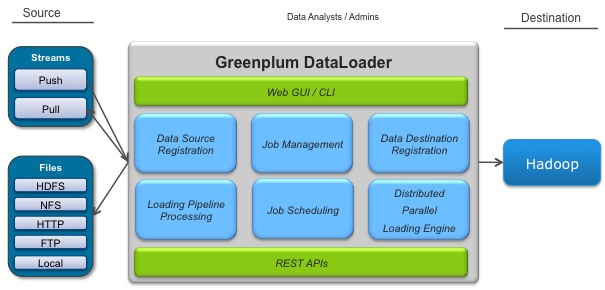 Source
Data Analysts / Admins
Destination
Streams
Push
Pull
Files
HDFS
NFS
HTTP
FTP
Local
Greenplum DataLoader
Web GUI / CLI
Data Source
Registration
Job Management
Data Destination
Registration
Loading Pipeline
Processing
Job Scheduling
Distributed
Parallel
Loading Engine
REST APIs
Hadoop